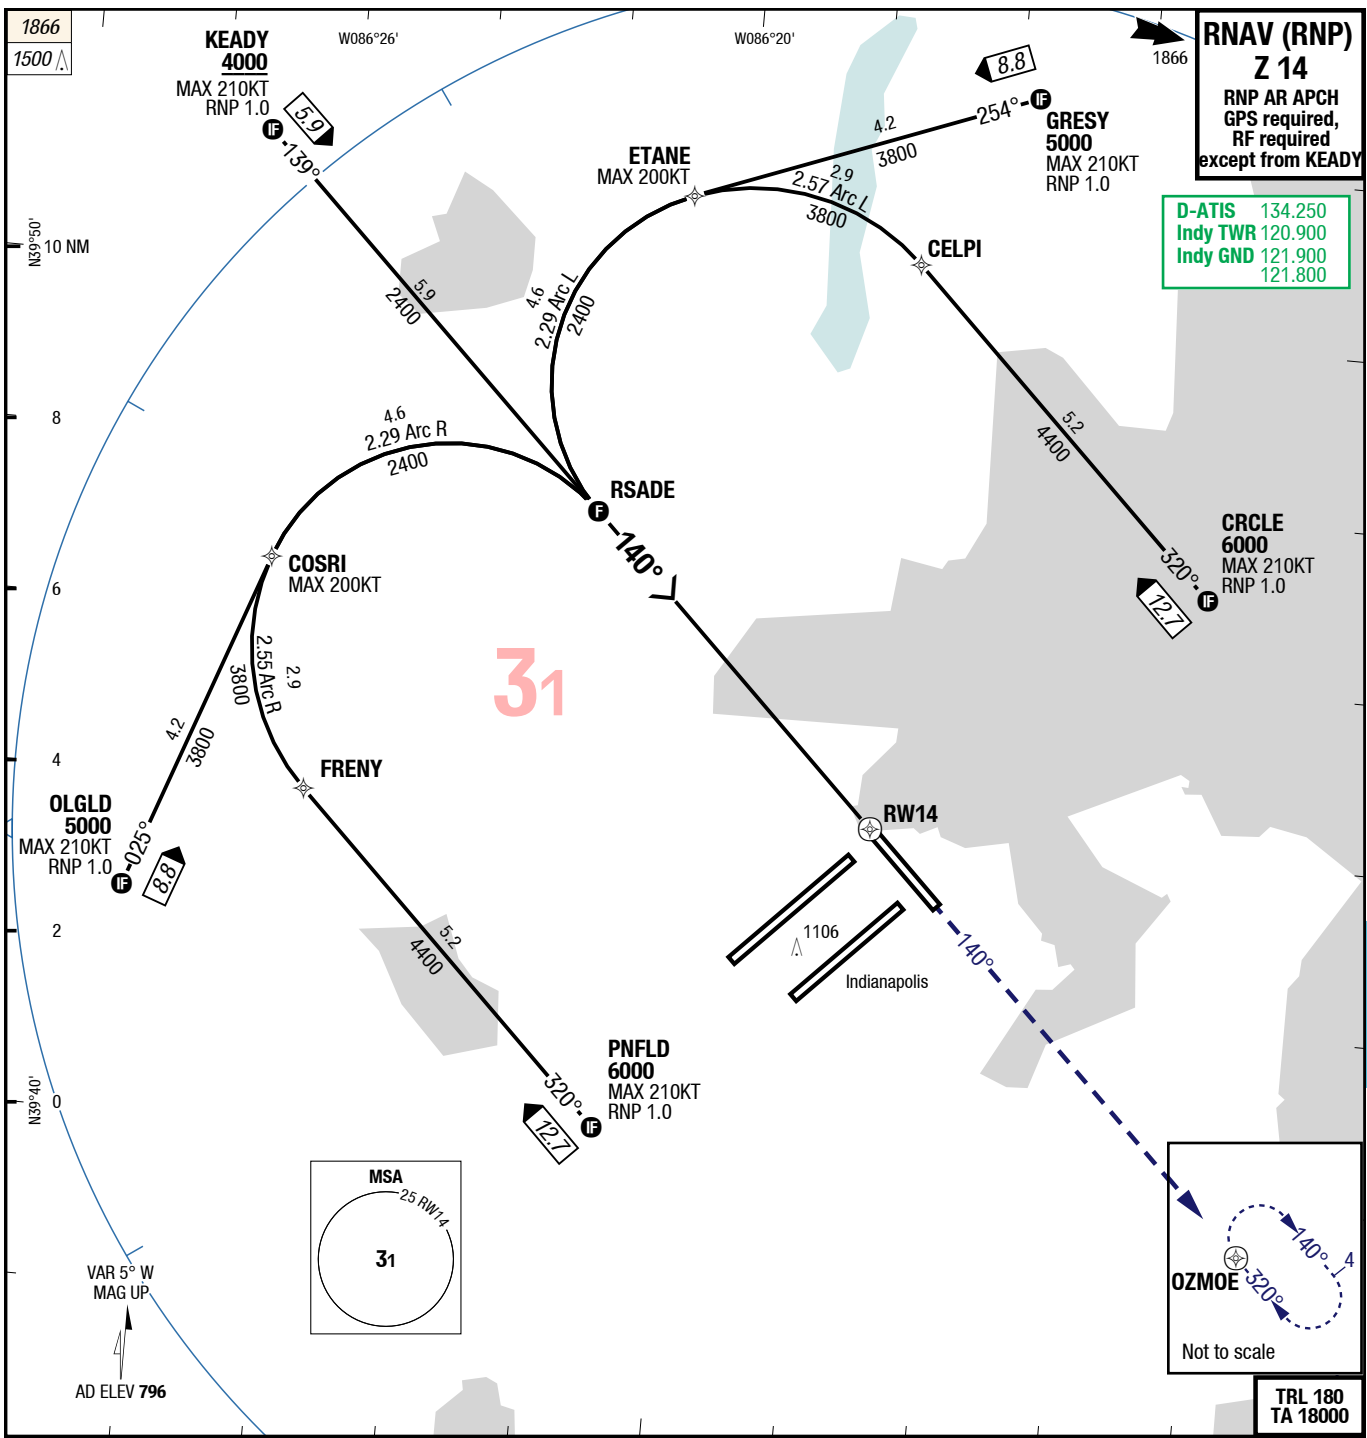 1866
1500
KEADY
4000
MAX 210KT
RNP 1.0
5.9
139°
W086°26'
W086°20'
8.8
254°
GRESY
5000
MAX 210KT
RNP 1.0
1866
RNAV (RNP)
Z 14
RNP AR APCH
GPS required,
RF required
except from KEADY
D-ATIS 134.250
Indy TWR 120.900
Indy GND 121.900
121.800
ETANE
MAX 200KT
4.2
3800
2.9
2.57 Arc L
3800
CELPI
N39°50'
10 NM
5.9
2400
4.6
2.29 Arc L
2400
8
4.6
2.29 Arc R
2400
5.2
4400
RSADE
140°
CRCLE
6000
MAX 210KT
RNP 1.0
320°
12.7
COSRI
MAX 200KT
6
2.9
2.55 Arc R
3800
31
4.2
3800
4
FRENY
OLGLD
5000
MAX 210KT
RNP 1.0
025°
8.8
RW14
2
5.2
4400
1106
Indianapolis
140°
PNFLD
6000
MAX 210KT
RNP 1.0
320°
12.7
N39°40'
0
MSA
25 RW14
31
VAR 5° W
MAG UP
AD ELEV 796
140°
4
OZMOE
320°
Not to scale
TRL 180
TA 18000
IF
IF
F
IF
IF
IF